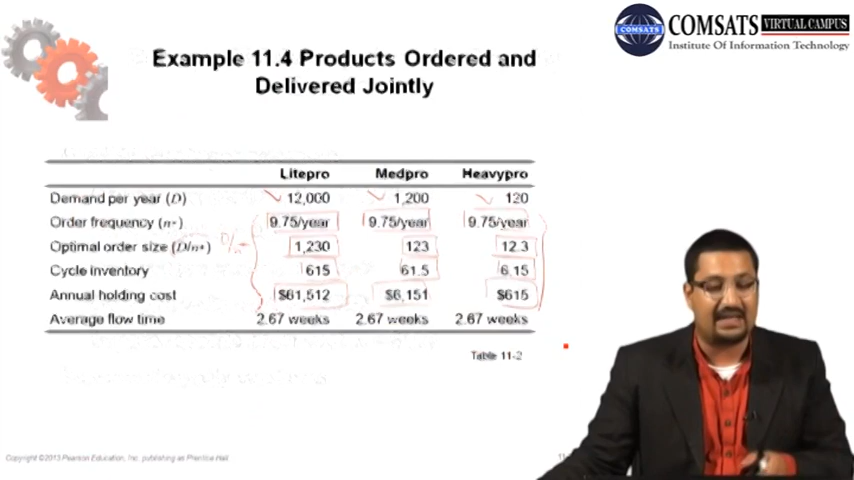 COMSATS VIRTUAL CAMPUS
Institute Of Information Technology
COMSATS
Example 11.4 Products Ordered and
Delivered Jointly
Litepro Medpro Heavypro
Demand per year (D) 12,000 1,200 120
Order frequency (n*) 9.75/year 9.75/year 9.75/year
Optimal order size (D/n*) D/n* 1,230 123 12.3
Cycle inventory 615 61.5 6.15
Annual holding cost $61,512 $6,151 $615
Average flow time 2.67 weeks 2.67 weeks 2.67 weeks
Table 11-2
Copyright ©2013 Pearson Education, Inc. publishing as Prentice Hall.